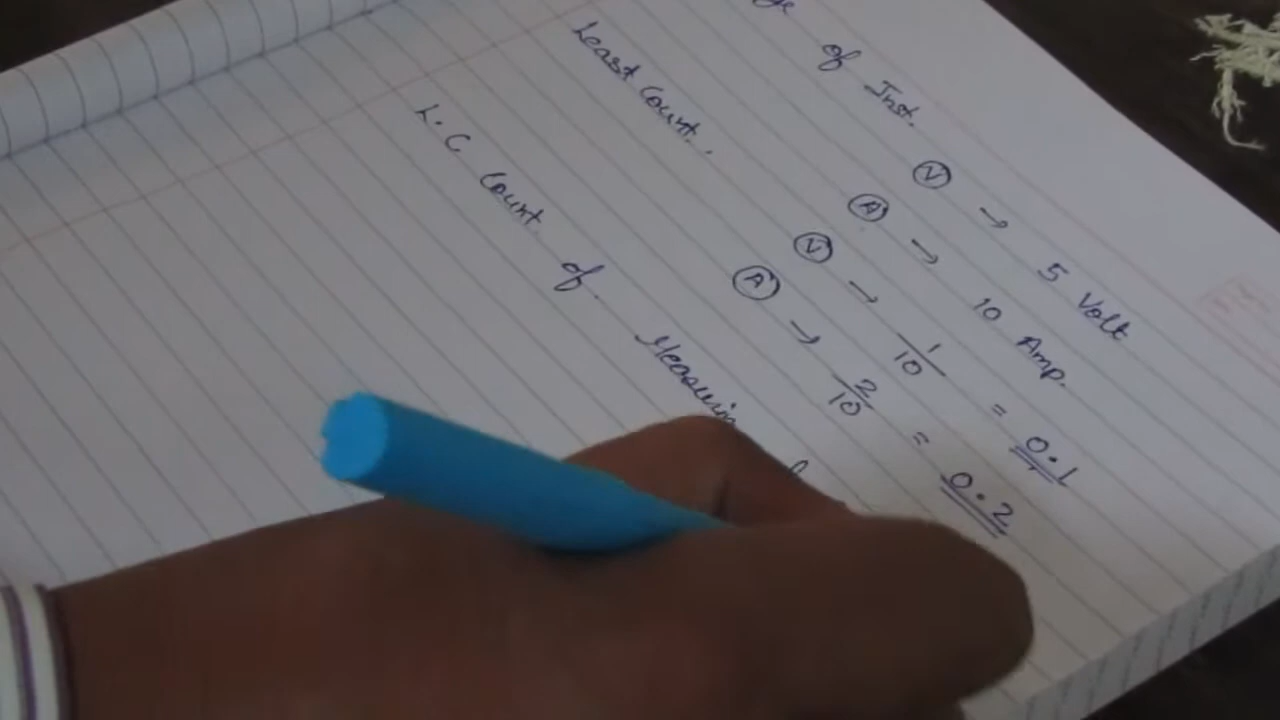 of Inst.
Ⓥ → 5 Volt
Ⓐ → 10 Amp.
Least Count.
Ⓥ → 1/10 = 0.1
Ⓐ → 2/10 = 0.2
L.C Count of